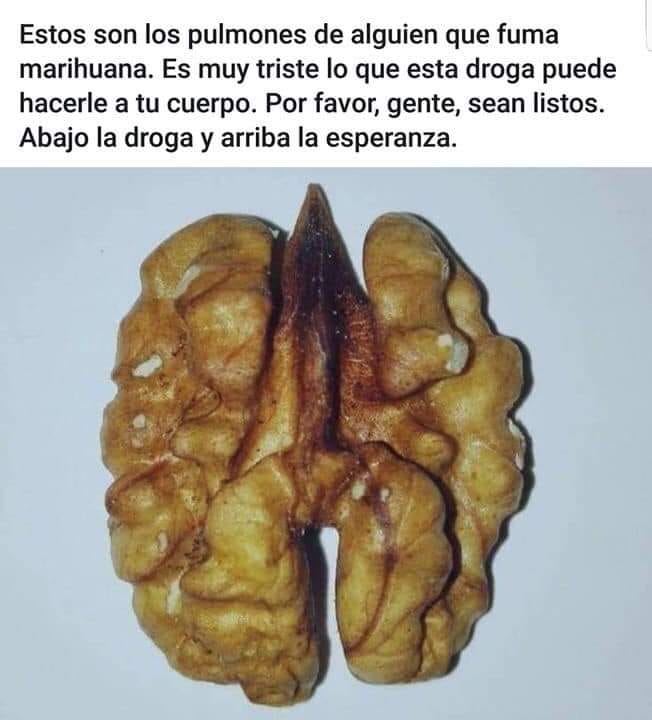 Estos son los pulmones de alguien que fuma
marihuana. Es muy triste lo que esta droga puede
hacerle a tu cuerpo. Por favor, gente, sean listos.
Abajo la droga y arriba la esperanza.